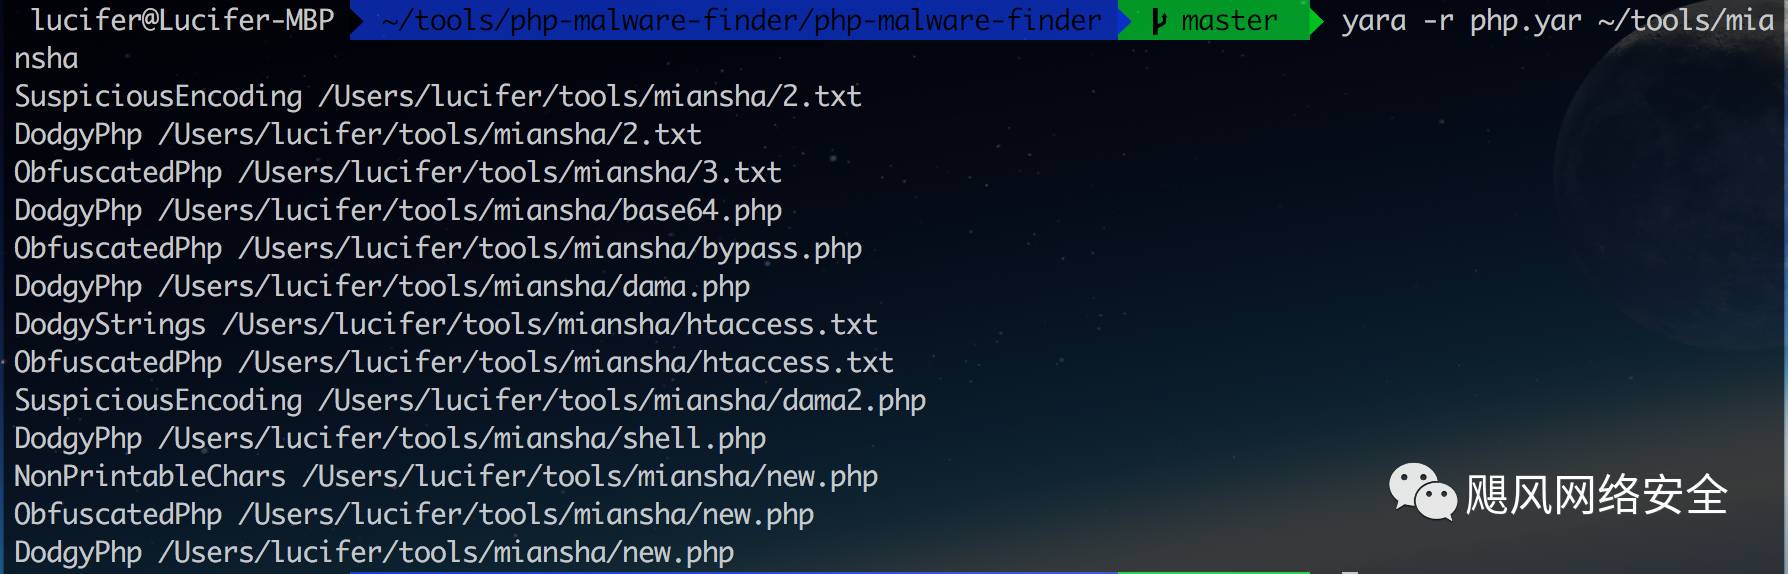 lucifer@Lucifer-MBP ~/tools/php-malware-finder/php-malware-finder master yara -r php.yar ~/tools/mia
nsha
SuspiciousEncoding /Users/lucifer/tools/miansha/2.txt
DodgyPhp /Users/lucifer/tools/miansha/2.txt
ObfuscatedPhp /Users/lucifer/tools/miansha/3.txt
DodgyPhp /Users/lucifer/tools/miansha/base64.php
ObfuscatedPhp /Users/lucifer/tools/miansha/bypass.php
DodgyPhp /Users/lucifer/tools/miansha/dama.php
DodgyStrings /Users/lucifer/tools/miansha/htaccess.txt
ObfuscatedPhp /Users/lucifer/tools/miansha/htaccess.txt
SuspiciousEncoding /Users/lucifer/tools/miansha/dama2.php
DodgyPhp /Users/lucifer/tools/miansha/shell.php
NonPrintableChars /Users/lucifer/tools/miansha/new.php
ObfuscatedPhp /Users/lucifer/tools/miansha/new.php
DodgyPhp /Users/lucifer/tools/miansha/new.php
飓风网络安全